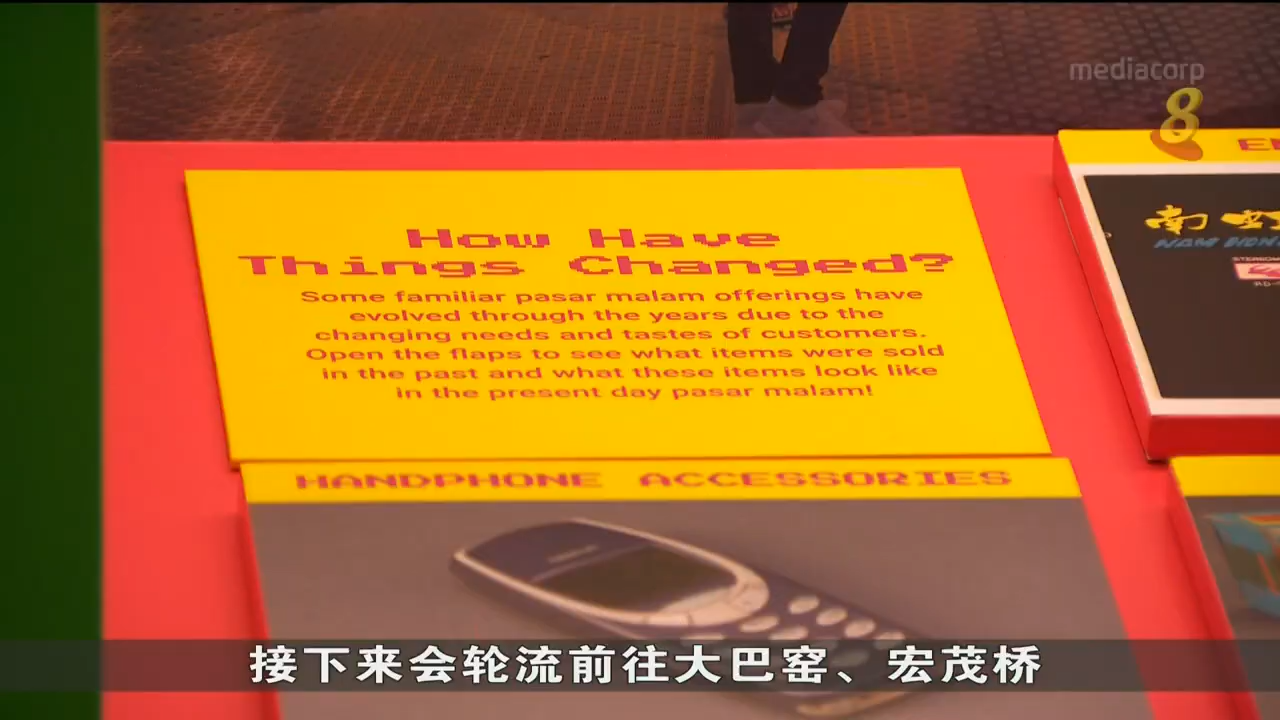 mediacorp
8
How Have
Things Changed?
Some familiar pasar malam offerings have
evolved through the years due to the
changing needs and tastes of customers.
Open the flaps to see what items were sold
in the past and what these items look like
in the present day pasar malam!
南
HANDPHONE ACCESSORIES
接下来会轮流前往大巴窑、宏茂桥